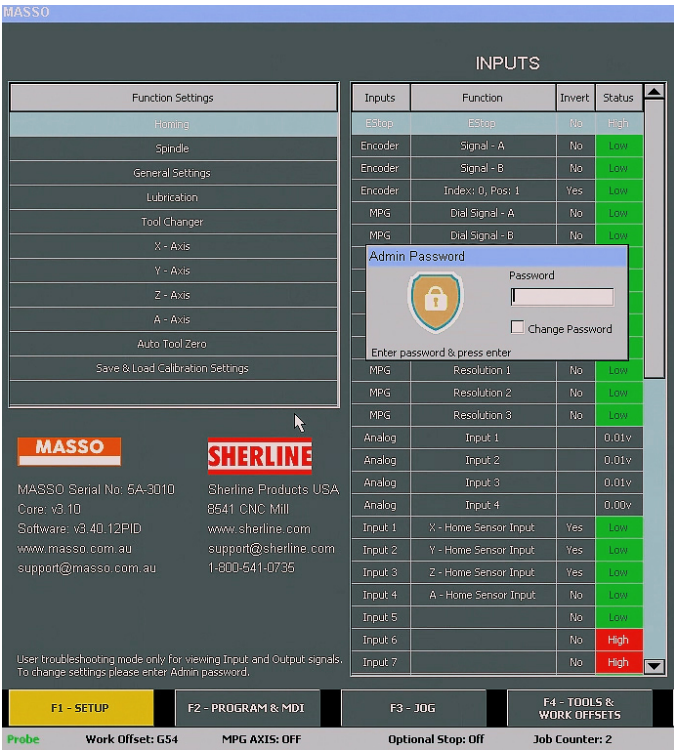 MASSO
INPUTS
Function Settings
Homing
Spindle
General Settings
Lubrication
Tool Changer
X - Axis
Y - Axis
Z - Axis
A - Axis
Auto Tool Zero
Save & Load Calibration Settings
Inputs Function Invert Status
EStop EStop No High
Encoder Signal - A No Low
Encoder Signal - B No Low
Encoder Index: 0, Pos: 1 Yes Low
MPG Dial Signal - A No Low
MPG Dial Signal - B No Low
Admin Password
Password
Change Password
Enter password & press enter
MPG Resolution 1 No Low
MPG Resolution 2 No Low
MPG Resolution 3 No Low
Analog Input 1 0.01v
Analog Input 2 0.01v
Analog Input 3 0.01v
Analog Input 4 0.00v
Input 1 X - Home Sensor Input Yes Low
Input 2 Y - Home Sensor Input Yes Low
Input 3 Z - Home Sensor Input Yes Low
Input 4 A - Home Sensor Input No Low
Input 5 No Low
Input 6 No High
Input 7 No High
MASSO
MASSO Serial No: 5A-3010
Core: v3.10
Software: v3.40.12PID
www.masso.com.au
support@masso.com.au
SHERLINE
Sherline Products USA
8541 CNC Mill
www.sherline.com
support@sherline.com
1-800-541-0735
User troubleshooting mode only for viewing Input and Output signals.
To change settings please enter Admin password.
F1 - SETUP
F2 - PROGRAM & MDI
F3 - JOG
F4 - TOOLS &
WORK OFFSETS
Probe Work Offset: G54 MPG AXIS: OFF Optional Stop: Off Job Counter: 2